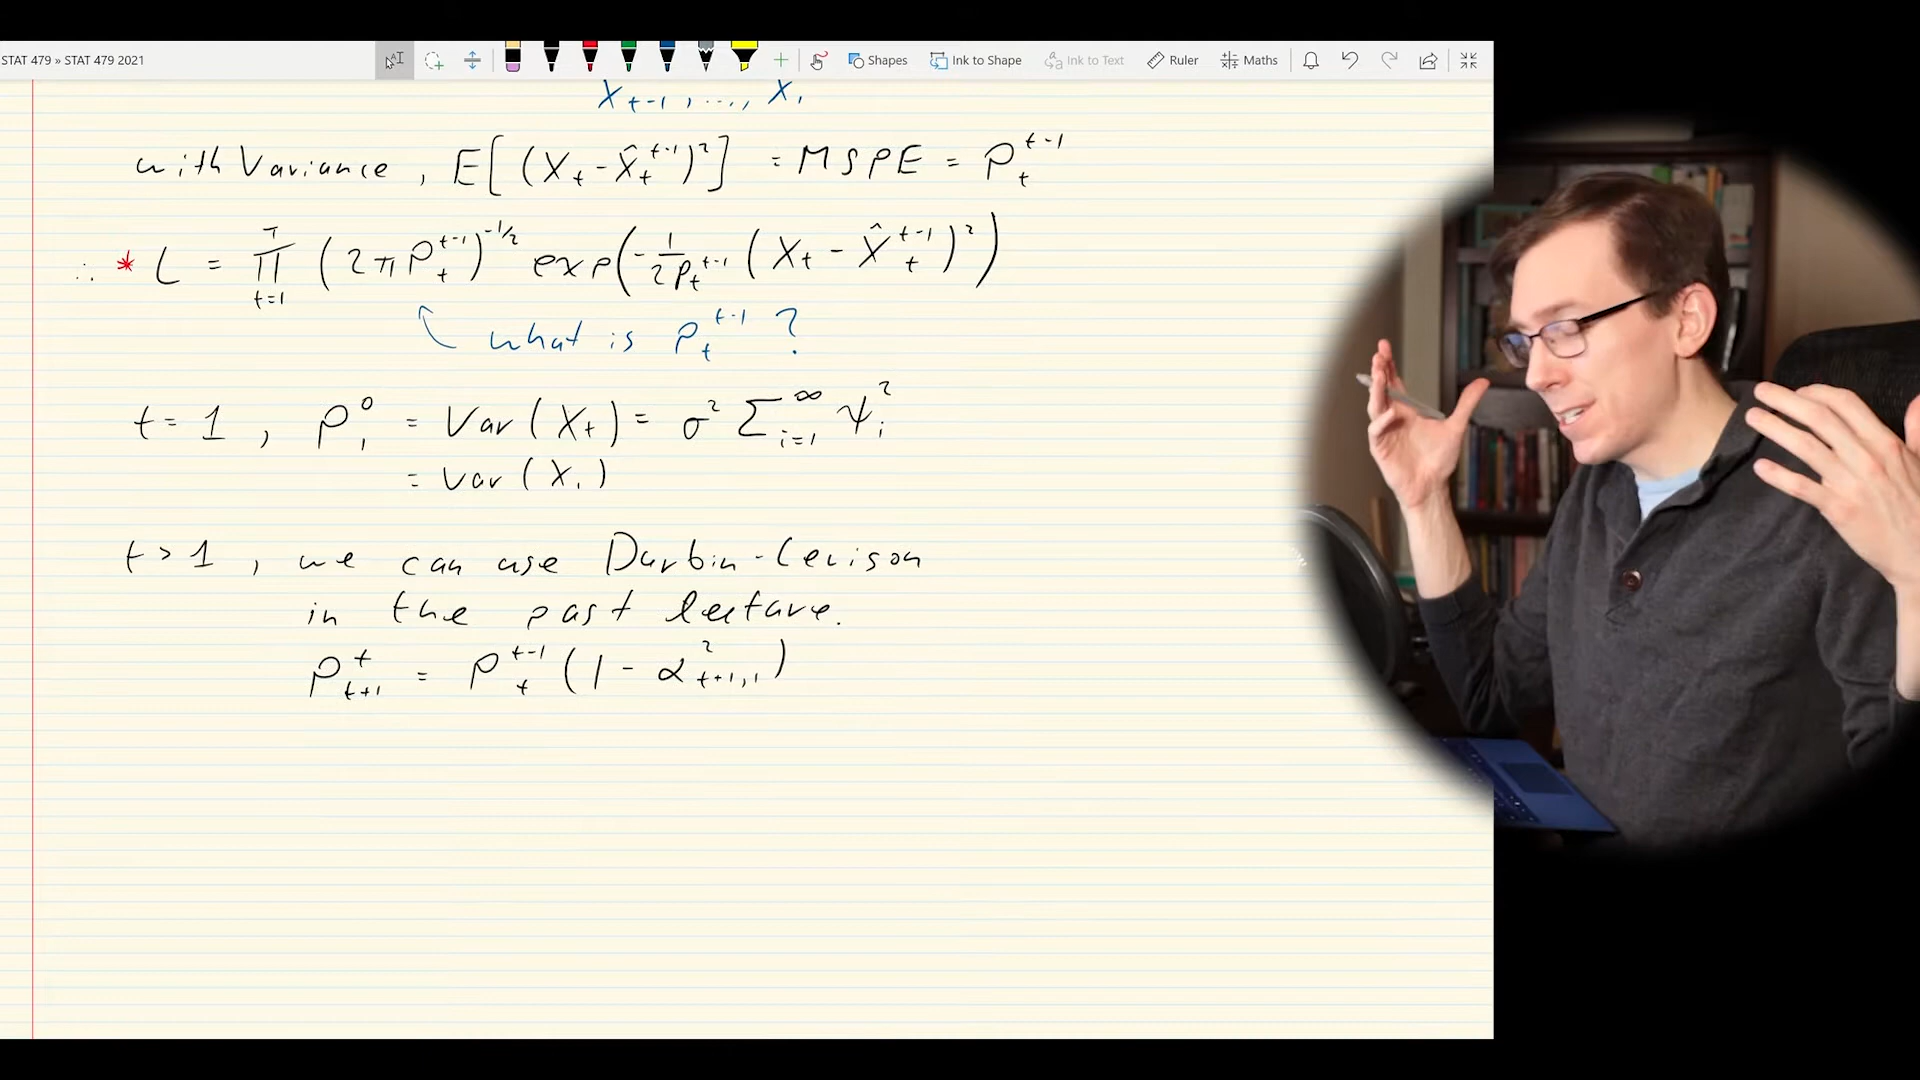 STAT 479 » STAT 479 2021 Shapes Ink to Shape Ink to Text Ruler Maths
X_{t-1}, ..., X_1
with Variance, E[(X_t - X̂_t^{t-1})^2] = MSPE = P_t^{t-1}
∴ * L = ∏_{t=1}^{T} (2πP_t^{t-1})^{-1/2} exp(-\frac{1}{2P_t^{t-1}} (X_t - X̂_t^{t-1})^2)
what is P_t^{t-1} ?
t = 1, P_1^0 = Var(X_t) = σ^2 Σ_{i=1}^{∞} ψ_i^2
= Var(X_1)
t > 1, we can use Durbin-Levison
in the past lecture.
P_{t+1}^t = P_t^{t-1} (1 - α_{t+1,1}^2)